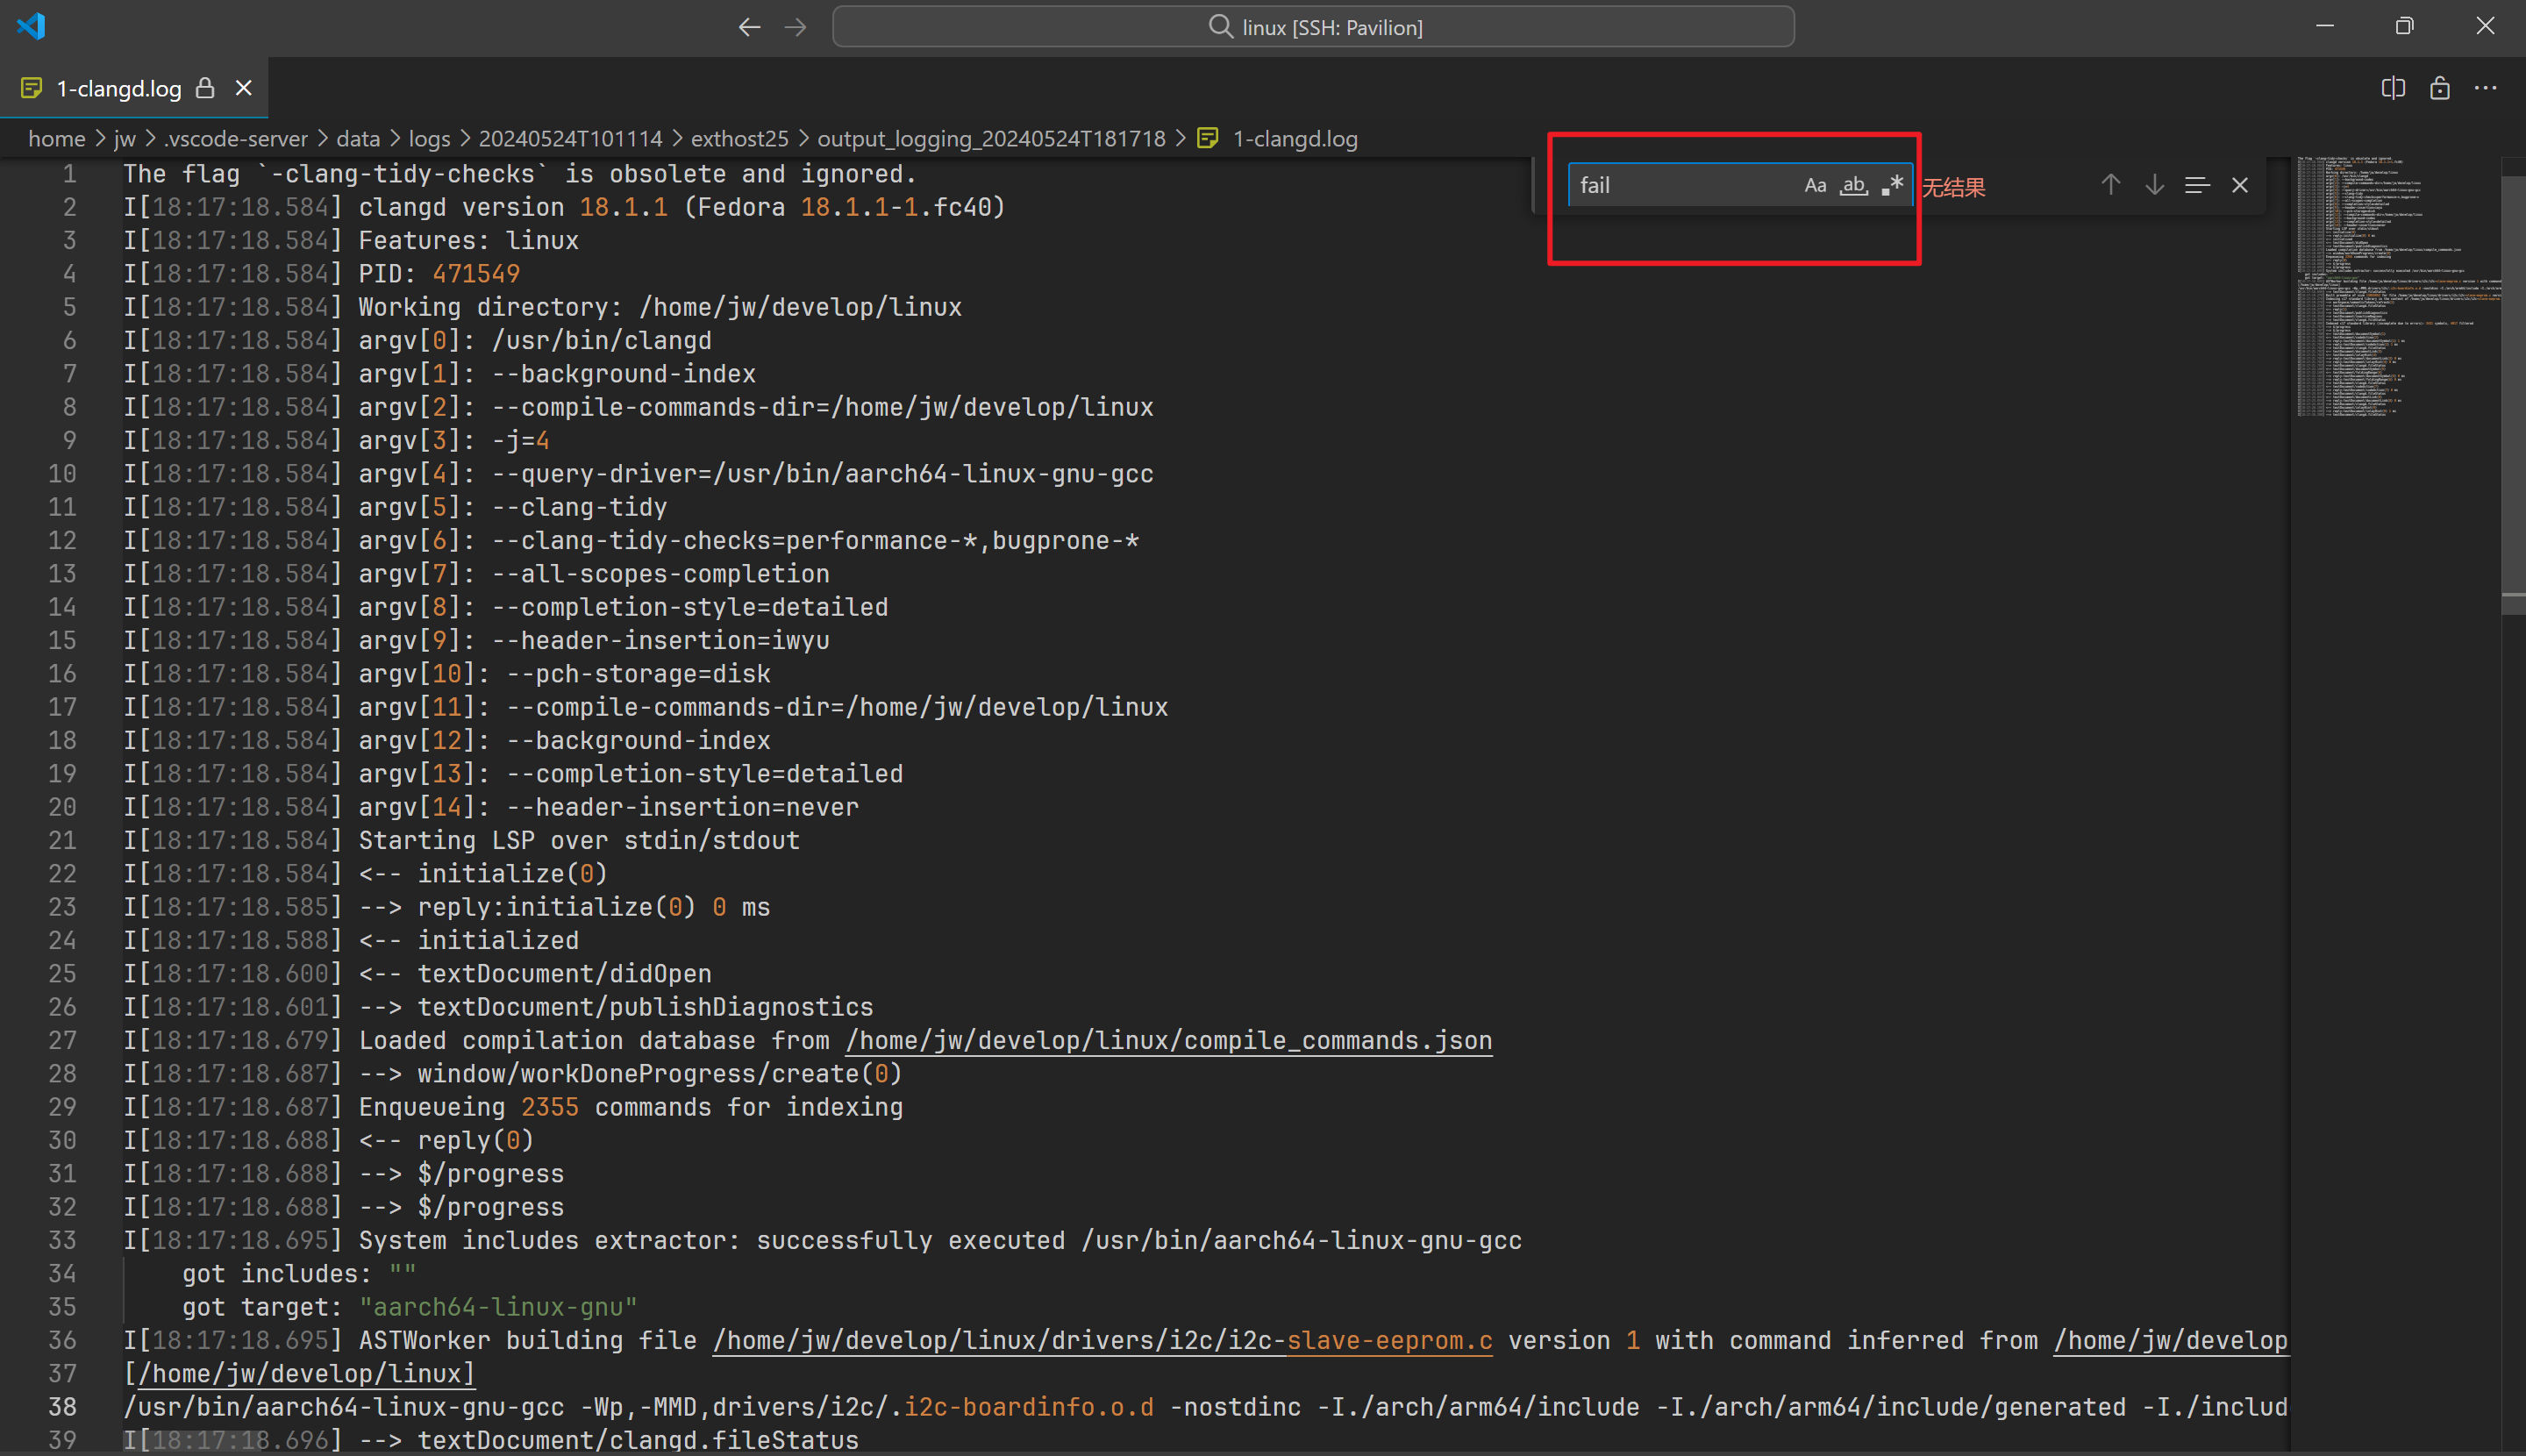 linux [SSH: Pavilion]
1-clangd.log
home > jw > .vscode-server > data > logs > 20240524T101114 > exthost25 > output_logging_20240524T181718 > 1-clangd.log
fail Aa ab .* 无结果
1 The flag `-clang-tidy-checks` is obsolete and ignored.
2 I[18:17:18.584] clangd version 18.1.1 (Fedora 18.1.1-1.fc40)
3 I[18:17:18.584] Features: linux
4 I[18:17:18.584] PID: 471549
5 I[18:17:18.584] Working directory: /home/jw/develop/linux
6 I[18:17:18.584] argv[0]: /usr/bin/clangd
7 I[18:17:18.584] argv[1]: --background-index
8 I[18:17:18.584] argv[2]: --compile-commands-dir=/home/jw/develop/linux
9 I[18:17:18.584] argv[3]: -j=4
10 I[18:17:18.584] argv[4]: --query-driver=/usr/bin/aarch64-linux-gnu-gcc
11 I[18:17:18.584] argv[5]: --clang-tidy
12 I[18:17:18.584] argv[6]: --clang-tidy-checks=performance-*,bugprone-*
13 I[18:17:18.584] argv[7]: --all-scopes-completion
14 I[18:17:18.584] argv[8]: --completion-style=detailed
15 I[18:17:18.584] argv[9]: --header-insertion=iwyu
16 I[18:17:18.584] argv[10]: --pch-storage=disk
17 I[18:17:18.584] argv[11]: --compile-commands-dir=/home/jw/develop/linux
18 I[18:17:18.584] argv[12]: --background-index
19 I[18:17:18.584] argv[13]: --completion-style=detailed
20 I[18:17:18.584] argv[14]: --header-insertion=never
21 I[18:17:18.584] Starting LSP over stdin/stdout
22 I[18:17:18.584] <-- initialize(0)
23 I[18:17:18.585] --> reply:initialize(0) 0 ms
24 I[18:17:18.588] <-- initialized
25 I[18:17:18.600] <-- textDocument/didOpen
26 I[18:17:18.601] --> textDocument/publishDiagnostics
27 I[18:17:18.679] Loaded compilation database from /home/jw/develop/linux/compile_commands.json
28 I[18:17:18.687] --> window/workDoneProgress/create(0)
29 I[18:17:18.687] Enqueueing 2355 commands for indexing
30 I[18:17:18.688] <-- reply(0)
31 I[18:17:18.688] --> $/progress
32 I[18:17:18.688] --> $/progress
33 I[18:17:18.695] System includes extractor: successfully executed /usr/bin/aarch64-linux-gnu-gcc
34 got includes: ""
35 got target: "aarch64-linux-gnu"
36 I[18:17:18.695] ASTWorker building file /home/jw/develop/linux/drivers/i2c/i2c-slave-eeprom.c version 1 with command inferred from /home/jw/develop
37 [/home/jw/develop/linux]
38 /usr/bin/aarch64-linux-gnu-gcc -Wp,-MMD,drivers/i2c/.i2c-boardinfo.o.d -nostdinc -I./arch/arm64/include -I./arch/arm64/include/generated -I./includ
39 I[18:17:18.696] --> textDocument/clangd.fileStatus